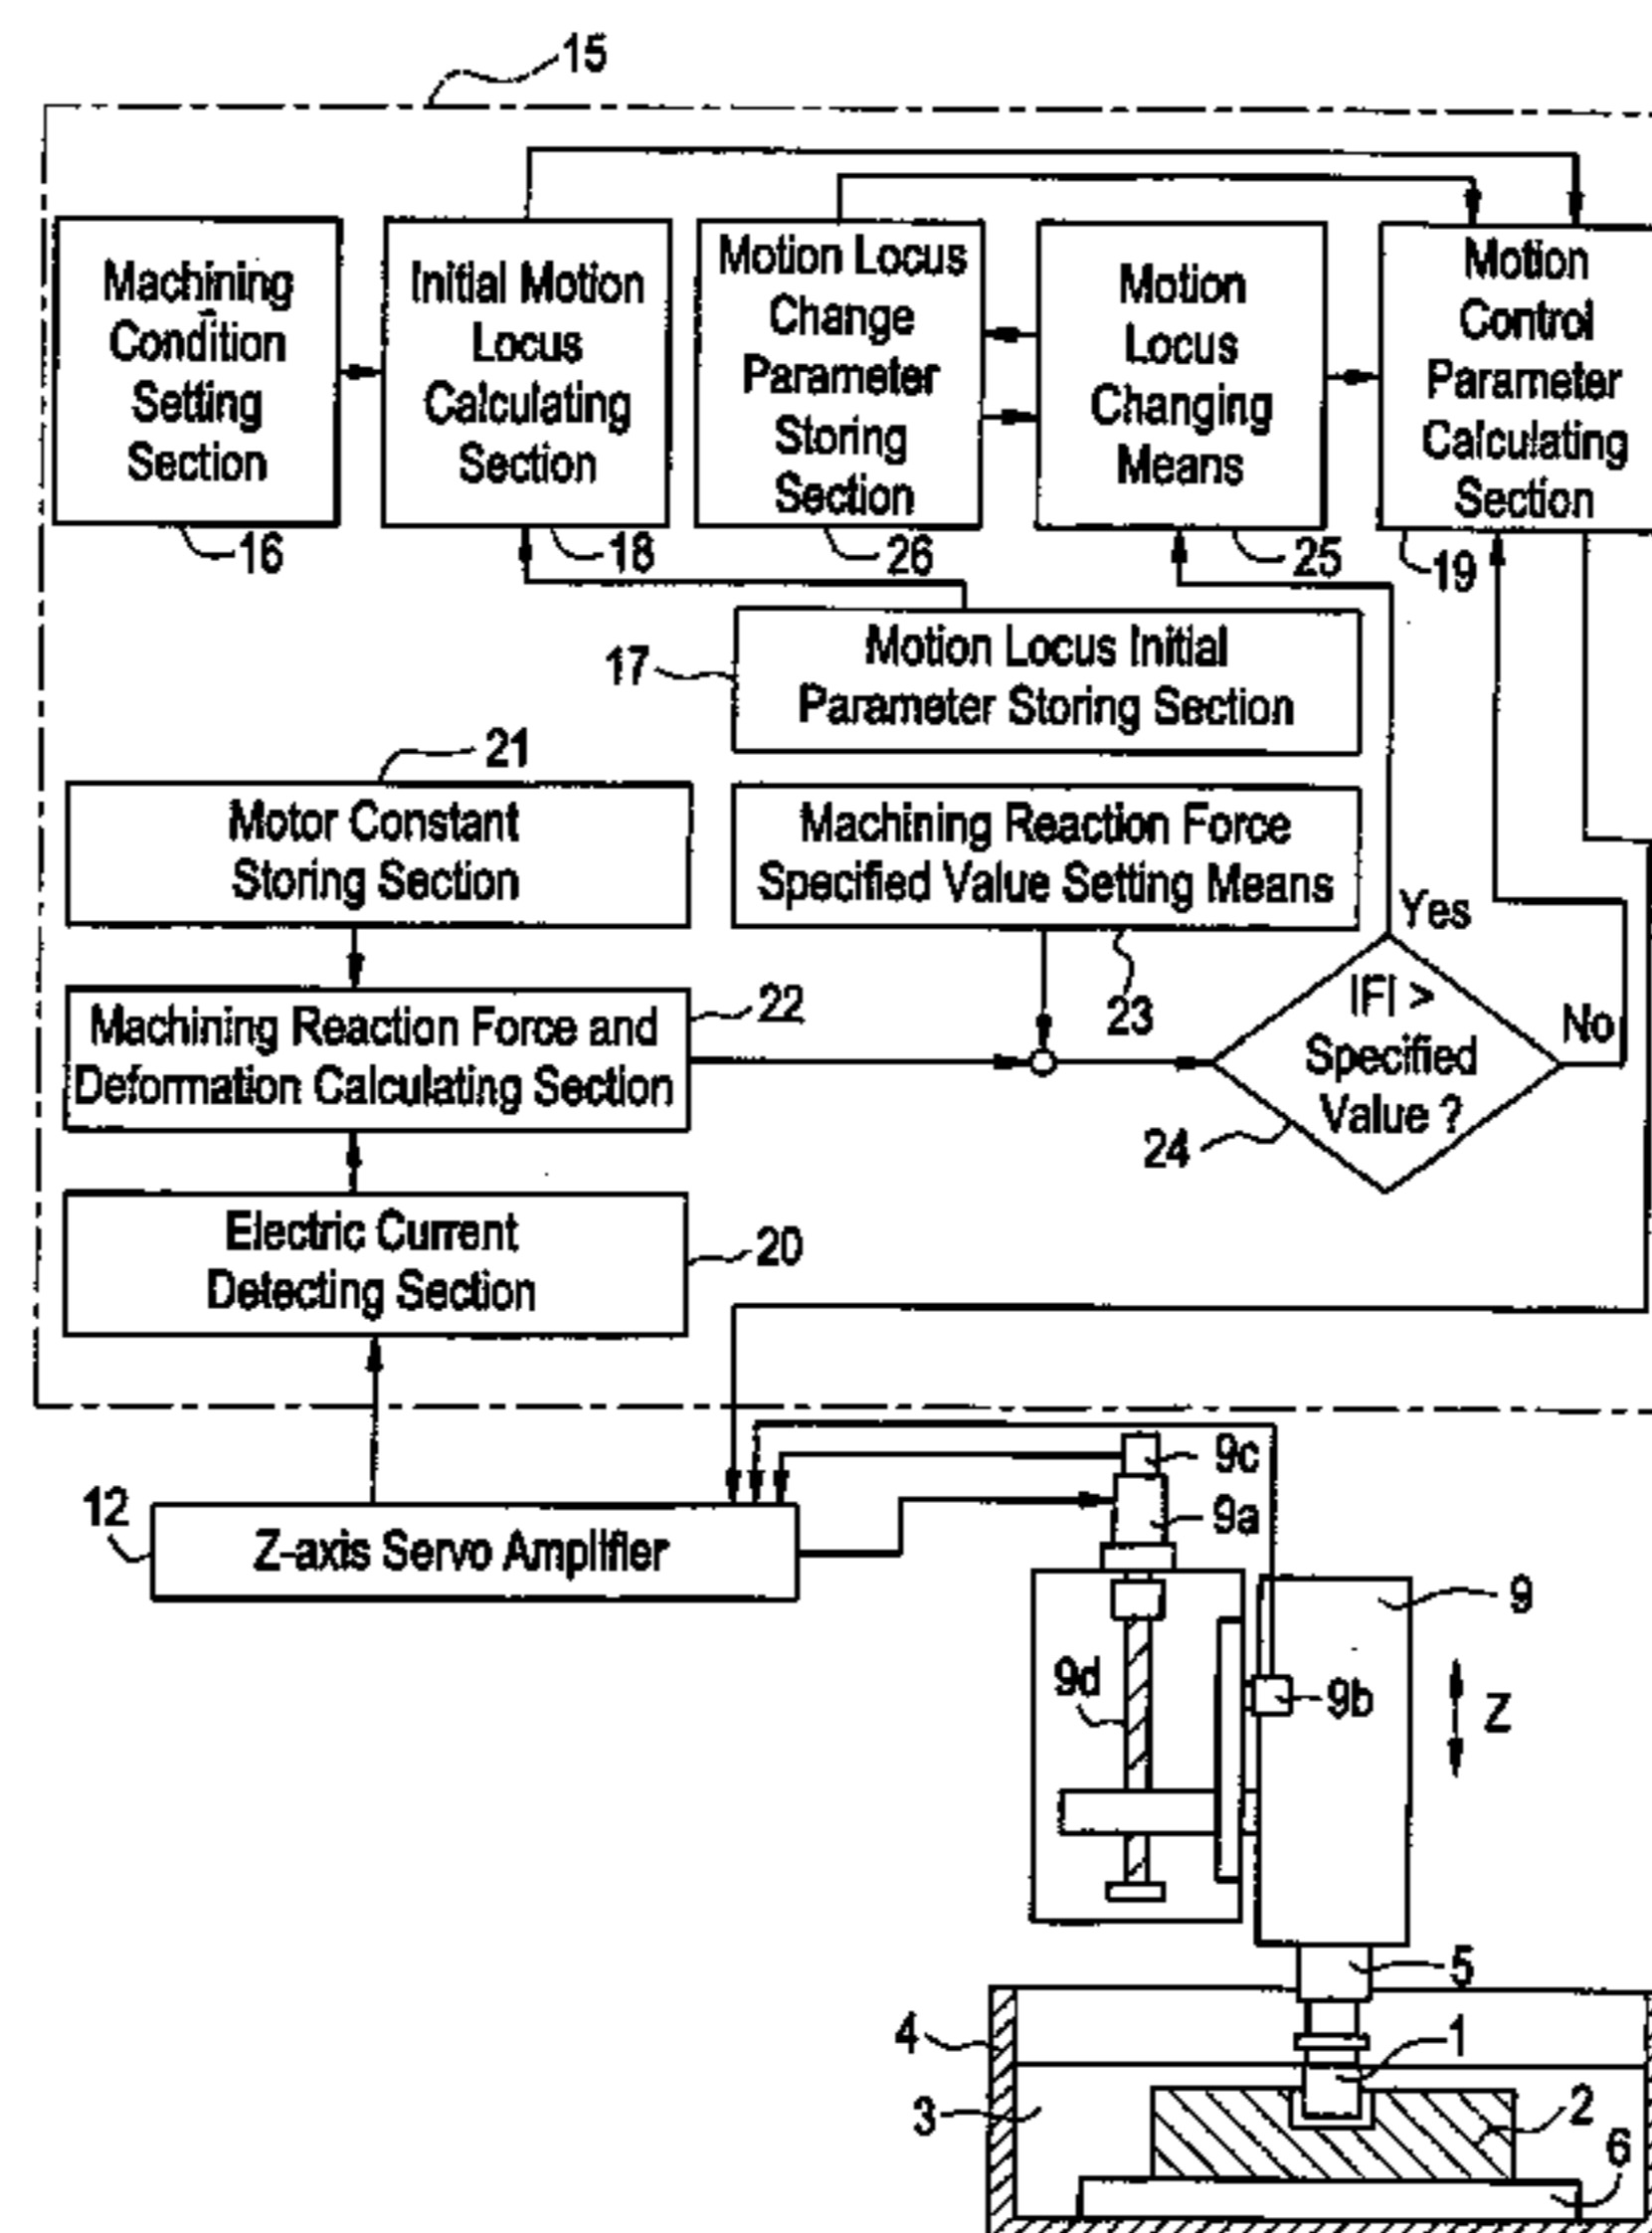 15
Machining
Condition
Setting
Section
Initial Motion
Locus
Calculating
Section
Motion Locus
Change
Parameter
Storing
Section
Motion
Locus
Changing
Means
Motion
Control
Parameter
Calculating
Section
16
18
26
25
19
17
Motion Locus Initial
Parameter Storing Section
21
Motor Constant
Storing Section
Machining Reaction Force
Specified Value Setting Means
Yes
22
Machining Reaction Force and
Deformation Calculating Section
23
IFI >
Specified
Value ?
No
24
Electric Current
Detecting Section
20
9c
12
Z-axis Servo Amplifier
9a
9
9d
9b
Z
5
4
1
3
2
6